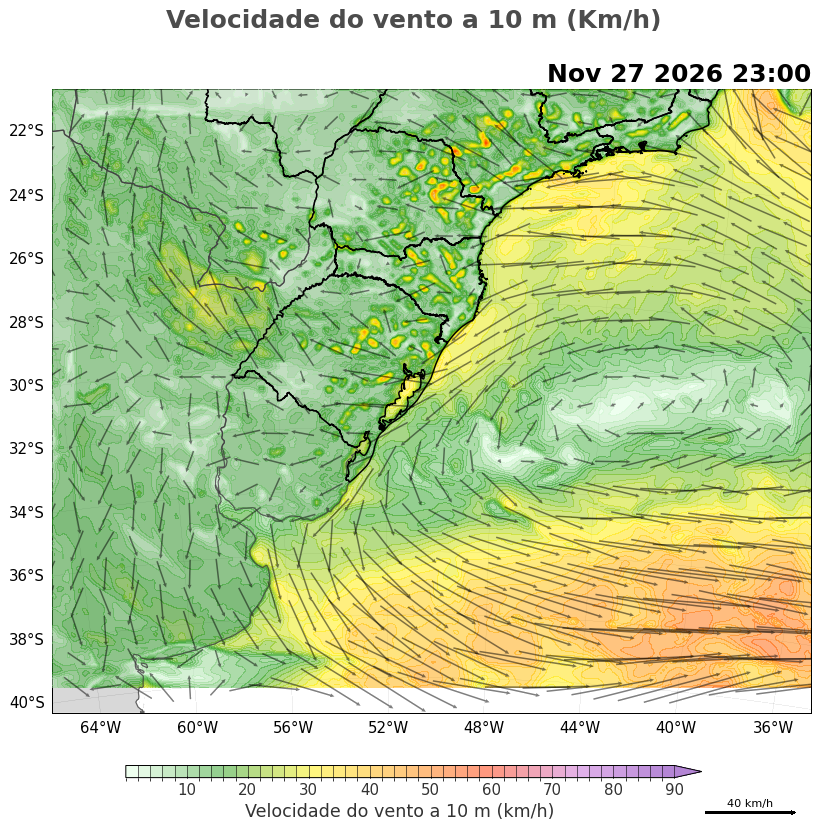 Velocidade do vento a 10 m (Km/h)
Nov 27 2026 23:00
22°S
24°S
26°S
28°S
30°S
32°S
34°S
36°S
38°S
40°S
64°W 60°W 56°W 52°W 48°W 44°W 40°W 36°W
10 20 30 40 50 60 70 80 90
Velocidade do vento a 10 m (km/h)
40 km/h